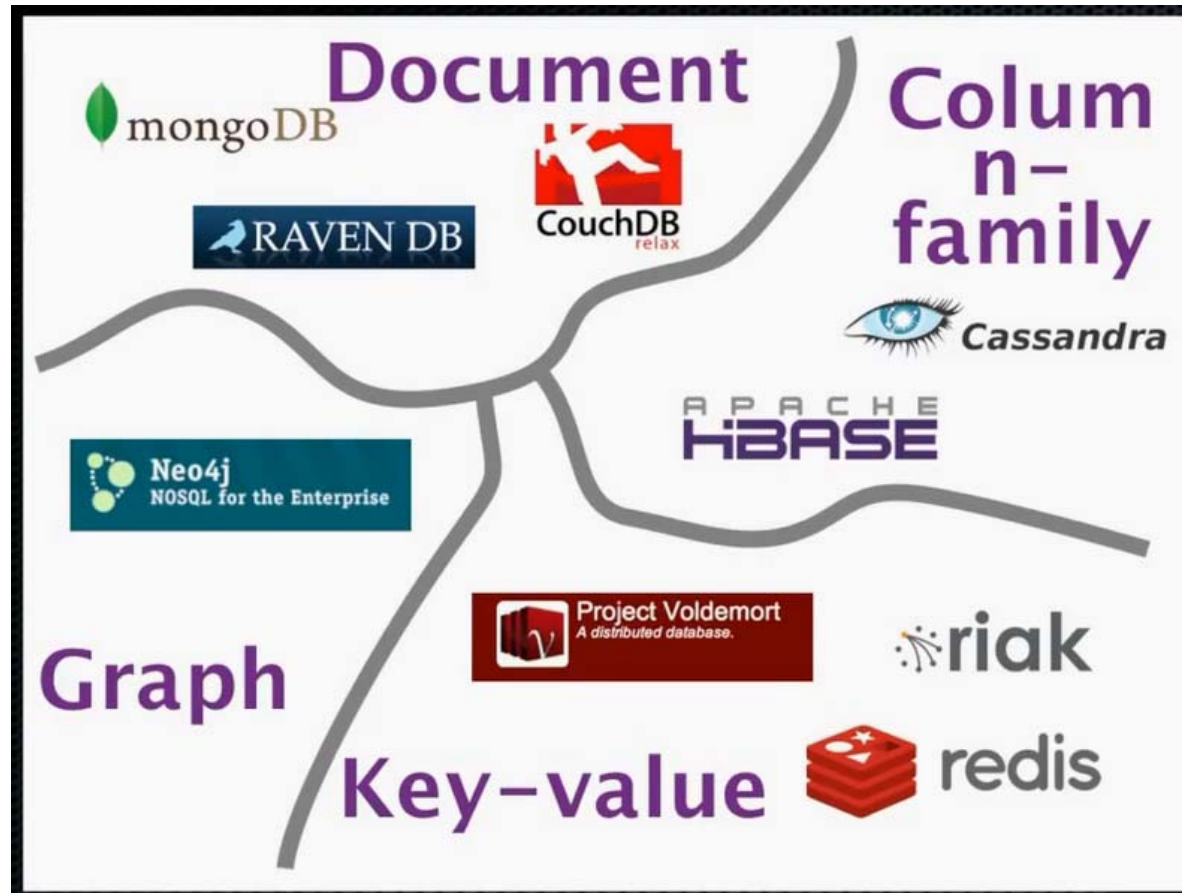 Document
mongoDB
CouchDB
relax
RAVEN DB
Colum
n-
family
Cassandra
APACHE
HBASE
Neo4j
NOSQL for the Enterprise
Graph
Project Voldemort
A distributed database.
riak
redis
Key-value